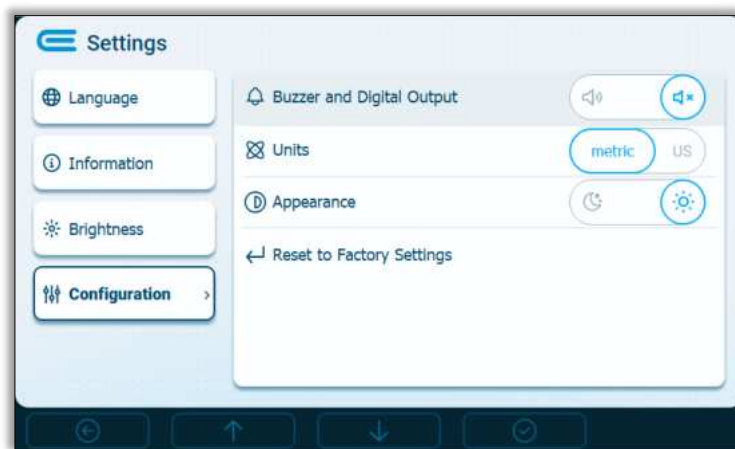 Settings
Language
Information
Brightness
Configuration
Buzzer and Digital Output
Units
metric
US
Appearance
Reset to Factory Settings